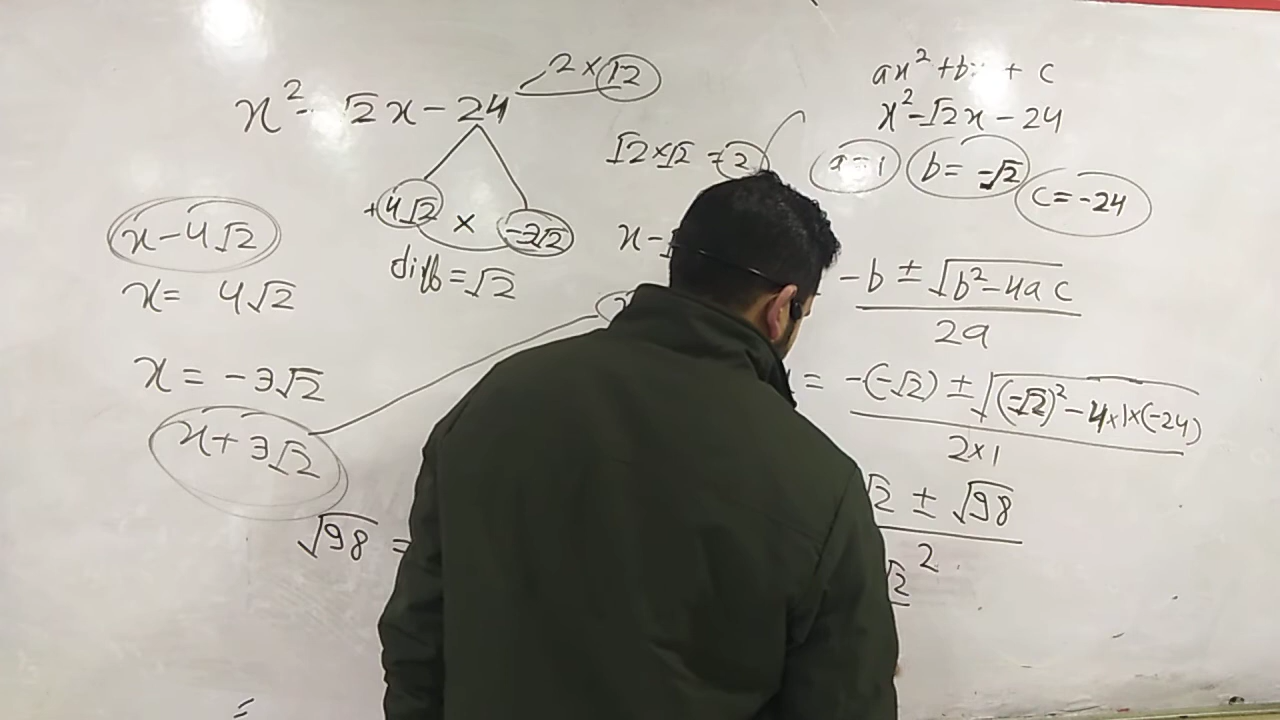 x² - √2x - 24
2 × 12
+4√2 × -3√2
diff = √2
x - 4√2
x = 4√2
x = -3√2
x + 3√2
√98 =
√2 × √2 = 2
x -
ax² + b + c
x² - √2x - 24
a = 1 b = -√2 c = -24
-b ± √b² - 4ac
2a
= -(-√2) ± √(-√2)² - 4×1×(-24)
2×1
√2 ± √98
2
√2
=